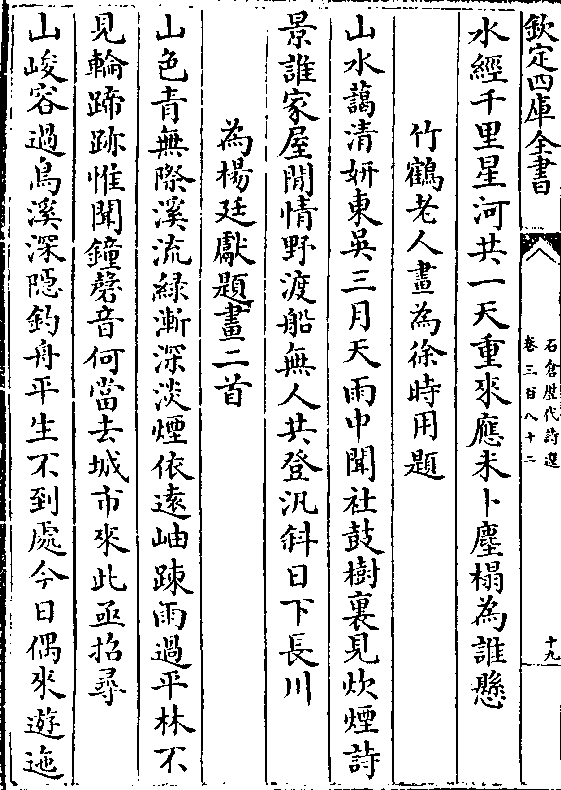 欽定四庫全書
石倉歷代詩選
卷三百八十二
十九
水經千里星河共一天重來應未卜塵榻為誰懸
竹鶴老人畫為徐時用題
山水藹清妍東吳三月天雨中聞社鼓樹裏見炊煙詩
景誰家屋閒情野渡船無人共登汎斜日下長川
為楊廷獻題畫二首
山色青無際溪流緑漸深淡煙依遠岫踈雨過平林不
見輪蹄跡惟聞鐘磬音何當去城市來此亟招尋
山峻容過鳥溪深隱釣舟平生不到處今日偶來遊迤